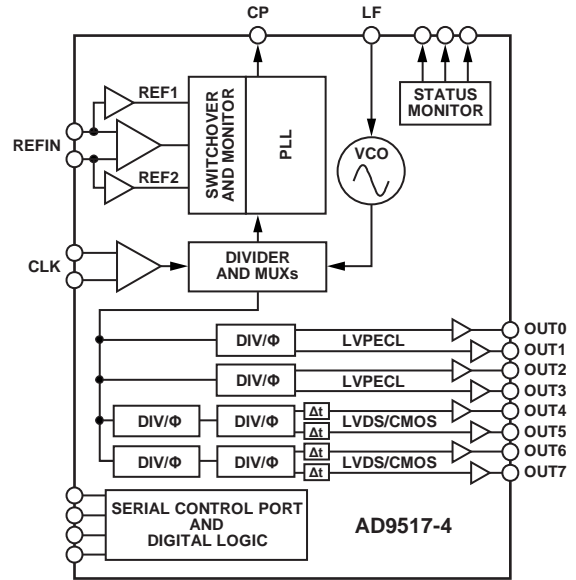 CP
LF
REF1
REFIN
REF2
SWITCHOVER
AND MONITOR
PLL
VCO
STATUS
MONITOR
CLK
DIVIDER
AND MUXs
DIV/Φ
LVPECL
OUT0
OUT1
DIV/Φ
LVPECL
OUT2
OUT3
DIV/Φ
DIV/Φ
Δt
Δt
LVDS/CMOS
OUT4
OUT5
DIV/Φ
DIV/Φ
Δt
Δt
LVDS/CMOS
OUT6
OUT7
SERIAL CONTROL PORT
AND
DIGITAL LOGIC
AD9517-4